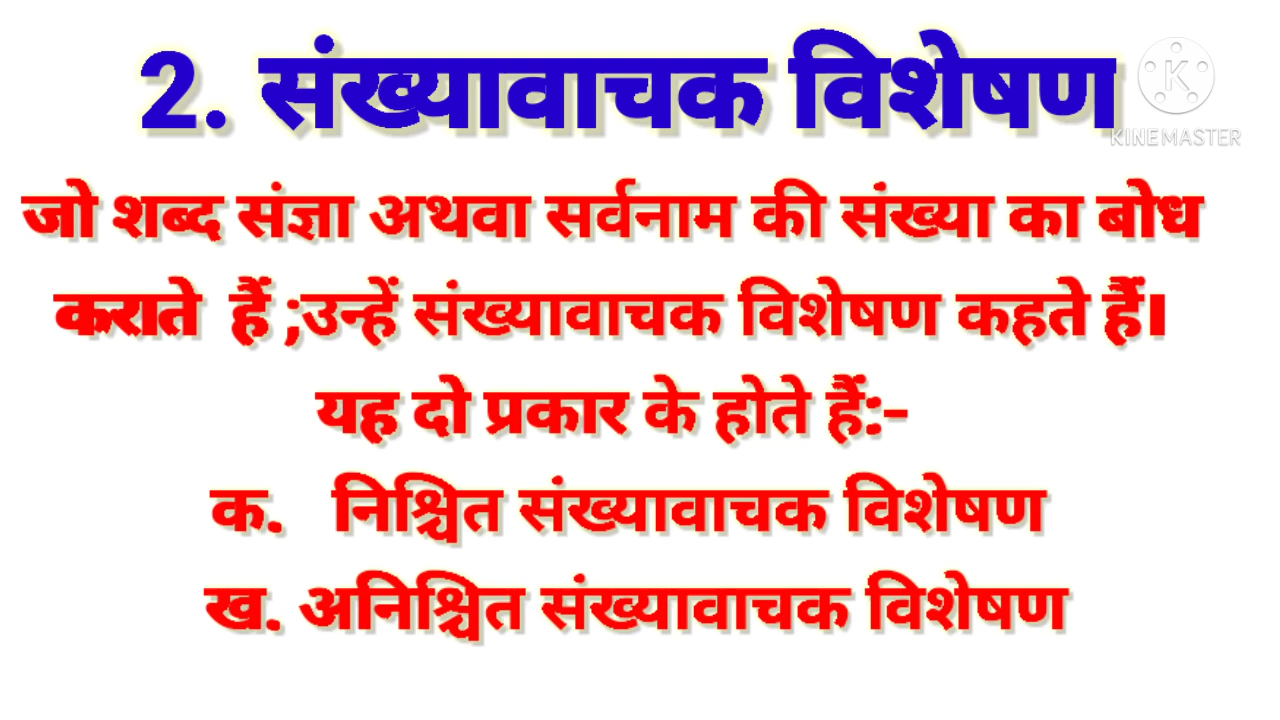 2. संख्यावाचक विशेषण
KINEMASTER
जो शब्द संज्ञा अथवा सर्वनाम की संख्या का बोध
कराते हैं ;उन्हें संख्यावाचक विशेषण कहते हैं।
यह दो प्रकार के होते हैं:-
क. निश्चित संख्यावाचक विशेषण
ख. अनिश्चित संख्यावाचक विशेषण